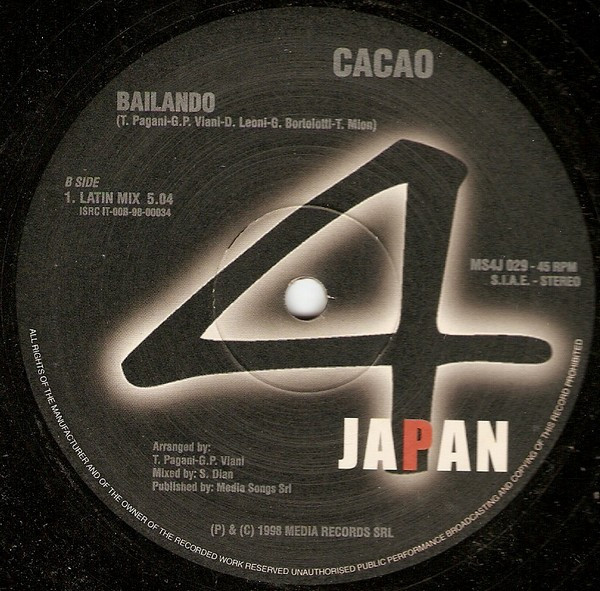 CACAO
BAILANDO
(T. Pagani-G.P. Viani-D. Leoni-G. Bortolotti-T. Mion)
B SIDE
1. LATIN MIX 5.04
ISRC IT-00B-98-00034
MS4J 029 - 45 RPM
S.I.A.E. - STEREO
4
JAPAN
Arranged by:
T. Pagani-G.P. Viani
Mixed by: S. Dian
Published by: Media Songs Srl
(P) & (C) 1998 MEDIA RECORDS SRL
ALL RIGHTS OF THE MANUFACTURER AND OF THE OWNER OF THE RECORDED WORK RESERVED UNAUTHORISED PUBLIC PERFORMANCE BROADCASTING AND COPYING OF THIS RECORD PROHIBITED